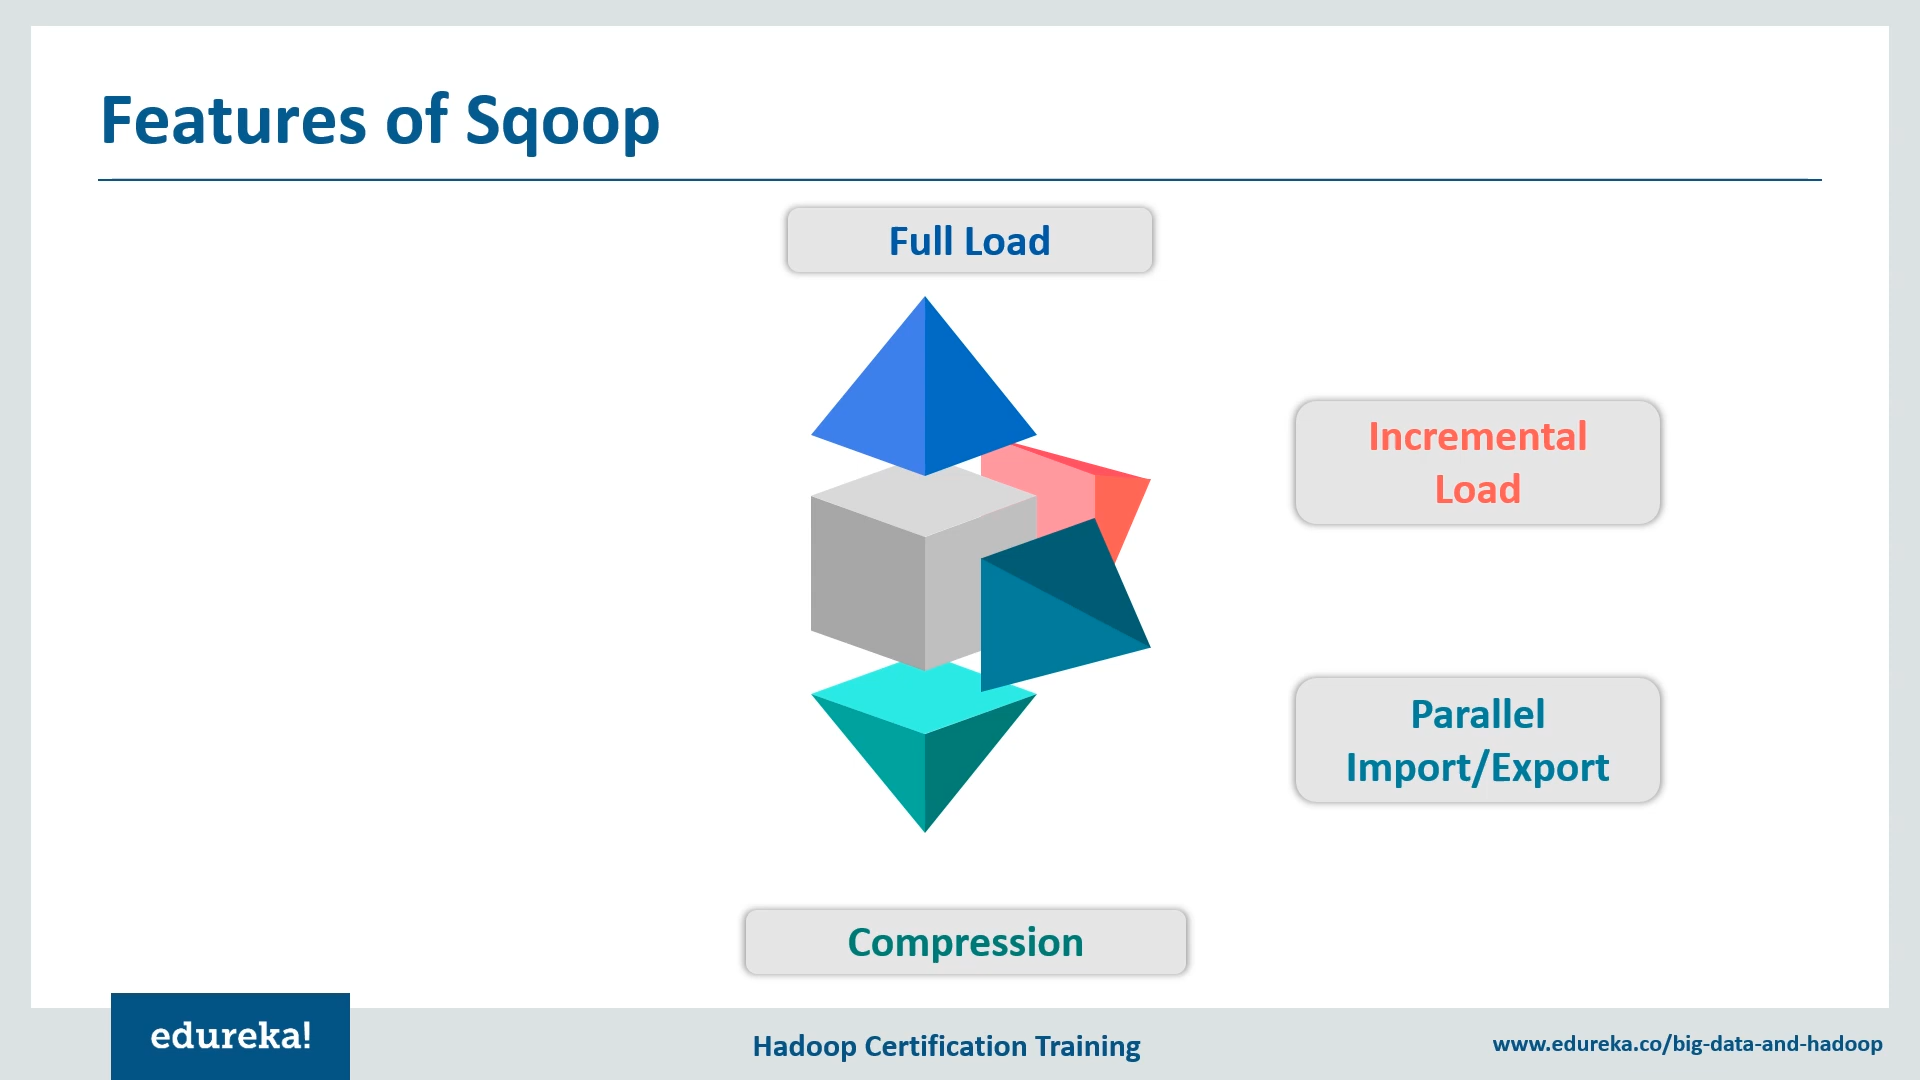 Features of Sqoop
Full Load
Incremental
Load
Parallel
Import/Export
Compression
edureka!
Hadoop Certification Training
www.edureka.co/big-data-and-hadoop